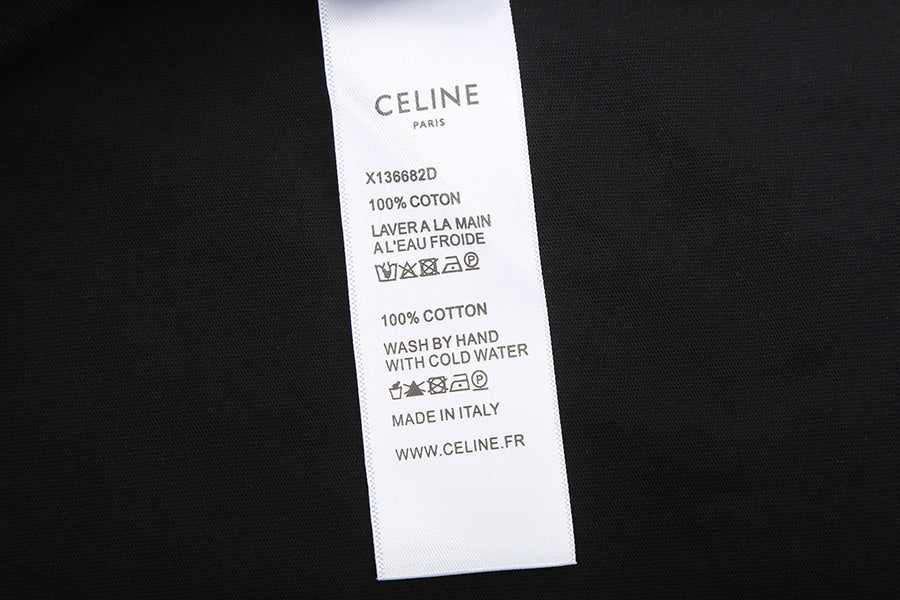 CELINE
PARIS
X136682D
100% COTON
LAVER A LA MAIN
A L'EAU FROIDE
P
100% COTTON
WASH BY HAND
WITH COLD WATER
P
MADE IN ITALY
WWW.CELINE.FR